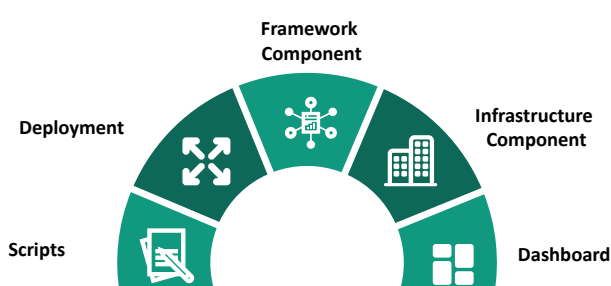 Framework
Component
Deployment
Infrastructure
Component
Scripts
Dashboard